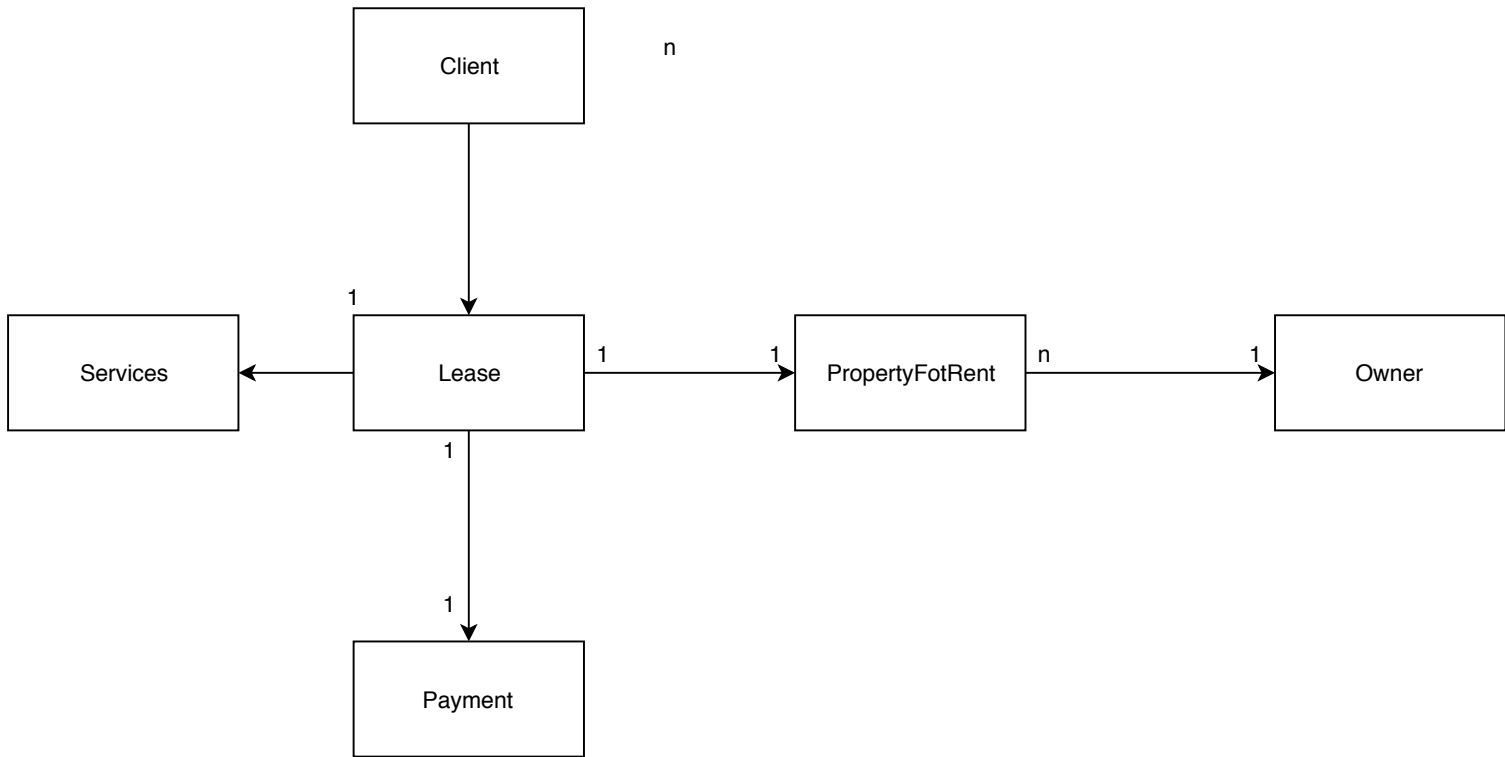 Client
n
1
Services
Lease
1
1
PropertyFotRent
n
1
Owner
1
1
Payment